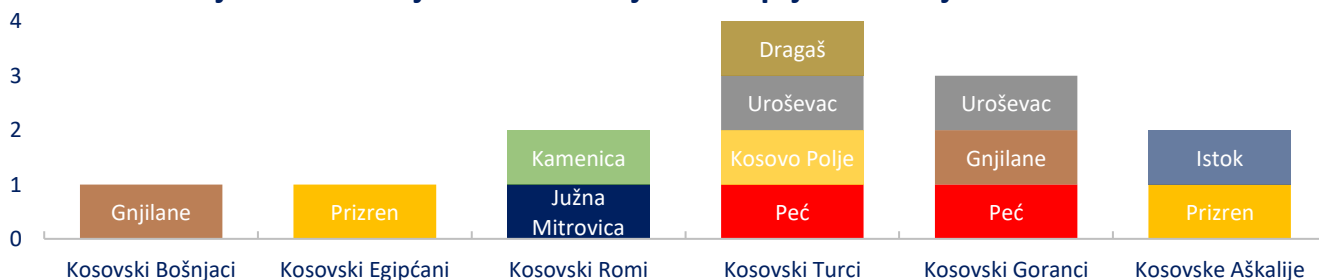 4
3
2
1
0
Dragaš
Uroševac
Uroševac
Kamenica
Kosovo Polje
Gnjilane
Istok
Gnjilane
Prizren
Južna
Mitrovica
Peć
Peć
Prizren
Kosovski Bošnjaci
Kosovski Egipćani
Kosovski Romi
Kosovski Turci
Kosovski Goranci
Kosovske Aškalije